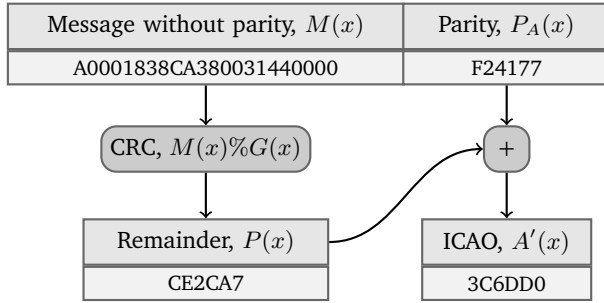 Message without parity, M(x) Parity, P_A(x)
A0001838CA380031440000 F24177
CRC, M(x)%G(x) +
Remainder, P(x) ICAO, A′(x)
CE2CA7 3C6DD0